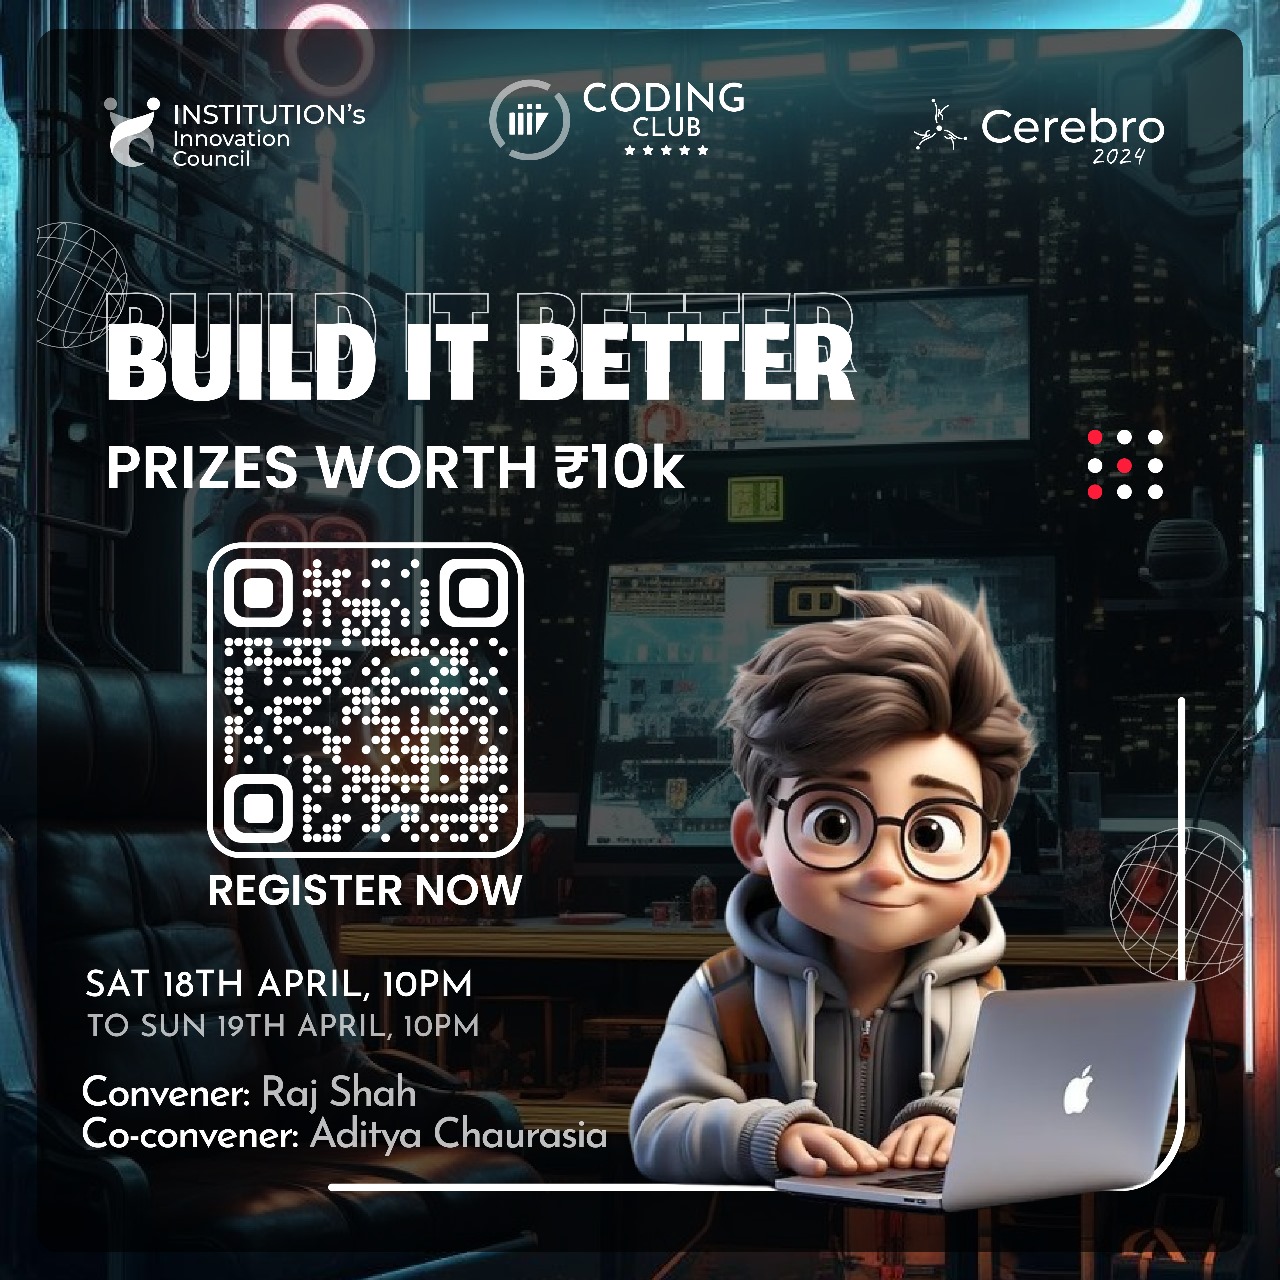 INSTITUTION's
Innovation
Council
CODING
CLUB
Cerebro
2024
BUILD IT BETTER
PRIZES WORTH ₹10k
REGISTER NOW
SAT 18TH APRIL, 10PM
TO SUN 19TH APRIL, 10PM
Convener: Raj Shah
Co-convener: Aditya Chaurasia